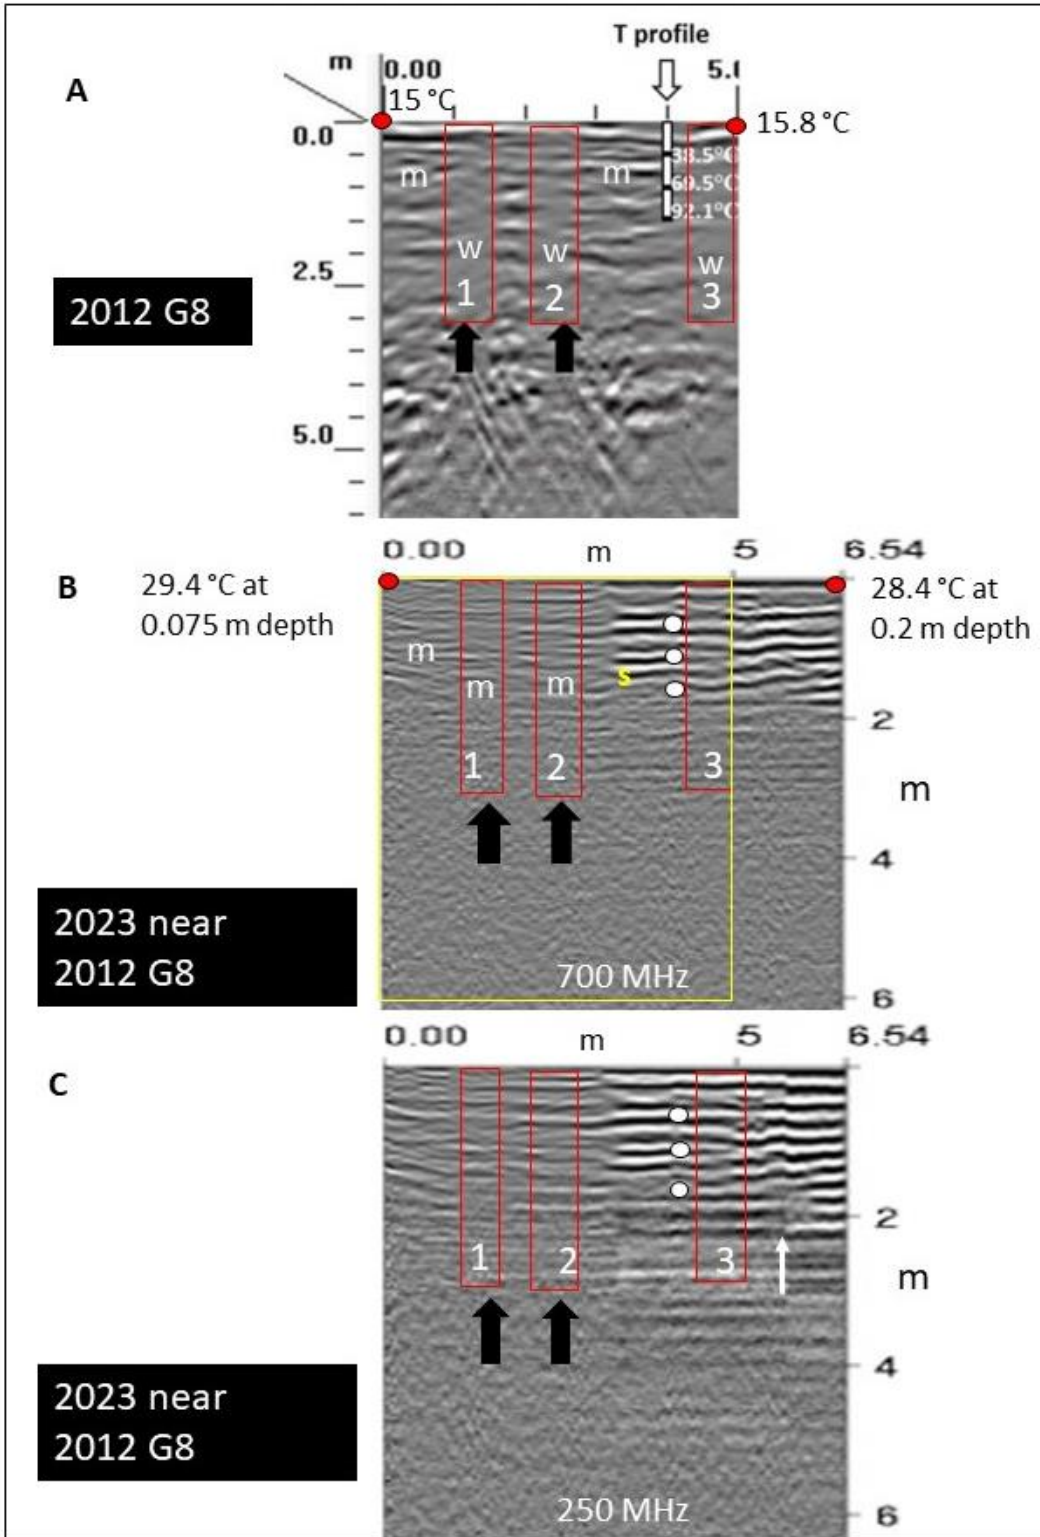 T profile
m 0.00 5.0
A
15 °C
15.8 °C
0.0
38.5°C
m m
69.5°C
92.1°C
w w w
2.5
1 2 3
2012 G8
5.0
0.00 m 5 6.54
B
29.4 °C at
0.075 m depth
28.4 °C at
0.2 m depth
m
s
m m
2
1 2 3
m
4
2023 near
2012 G8
700 MHz
6
0.00 m 5 6.54
C
2
1 2 3
m
4
2023 near
2012 G8
250 MHz
6